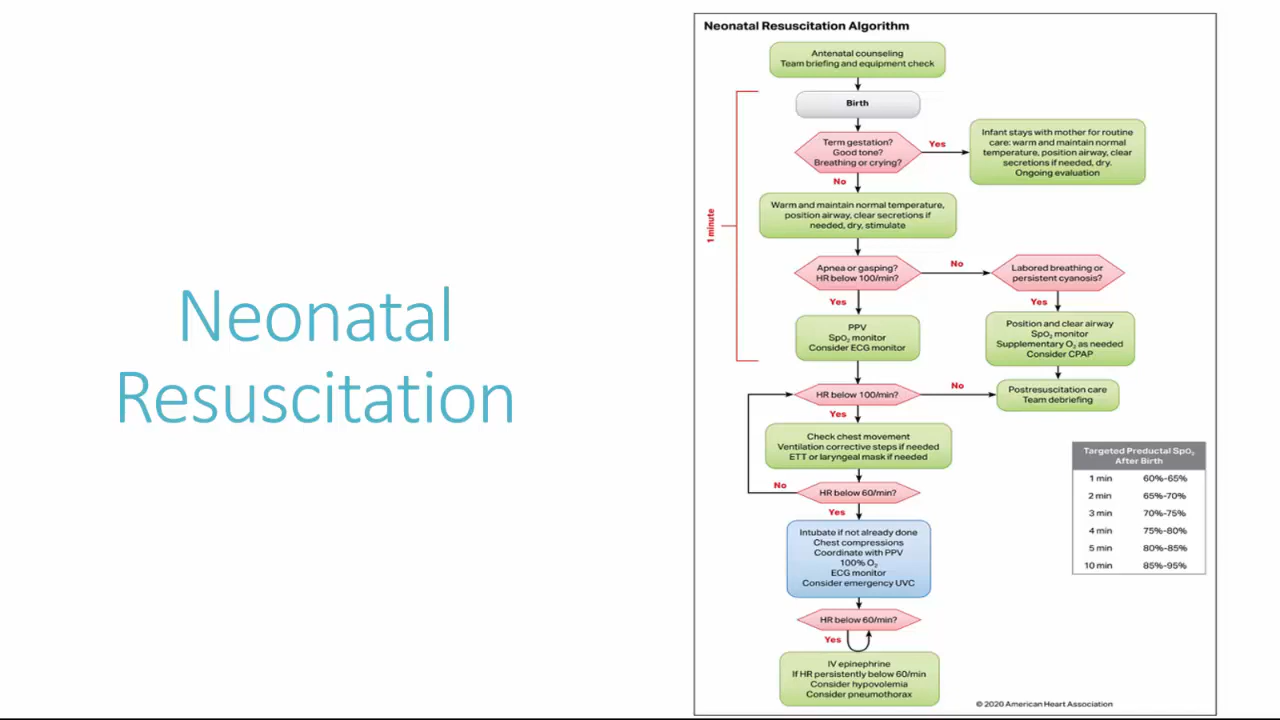 Neonatal
Resuscitation
Neonatal Resuscitation Algorithm
Antenatal counseling
Team briefing and equipment check
Birth
Term gestation?
Good tone?
Breathing or crying?
Yes
Infant stays with mother for routine
care: warm and maintain normal
temperature, position airway, clear
secretions if needed, dry.
Ongoing evaluation
No
Warm and maintain normal temperature,
position airway, clear secretions if
needed, dry, stimulate
1 minute
Apnea or gasping?
HR below 100/min?
No
Labored breathing or
persistent cyanosis?
Yes
Yes
PPV
SpO₂ monitor
Consider ECG monitor
Position and clear airway
SpO₂ monitor
Supplementary O₂ as needed
Consider CPAP
HR below 100/min?
No
Postresuscitation care
Team debriefing
Yes
Check chest movement
Ventilation corrective steps if needed
ETT or laryngeal mask if needed
No
HR below 60/min?
Yes
Intubate if not already done
Chest compressions
Coordinate with PPV
100% O₂
ECG monitor
Consider emergency UVC
HR below 60/min?
Yes
IV epinephrine
If HR persistently below 60/min
Consider hypovolemia
Consider pneumothorax
Targeted Preductal SpO₂
After Birth
1 min 60%-65%
2 min 65%-70%
3 min 70%-75%
4 min 75%-80%
5 min 80%-85%
10 min 85%-95%
© 2020 American Heart Association